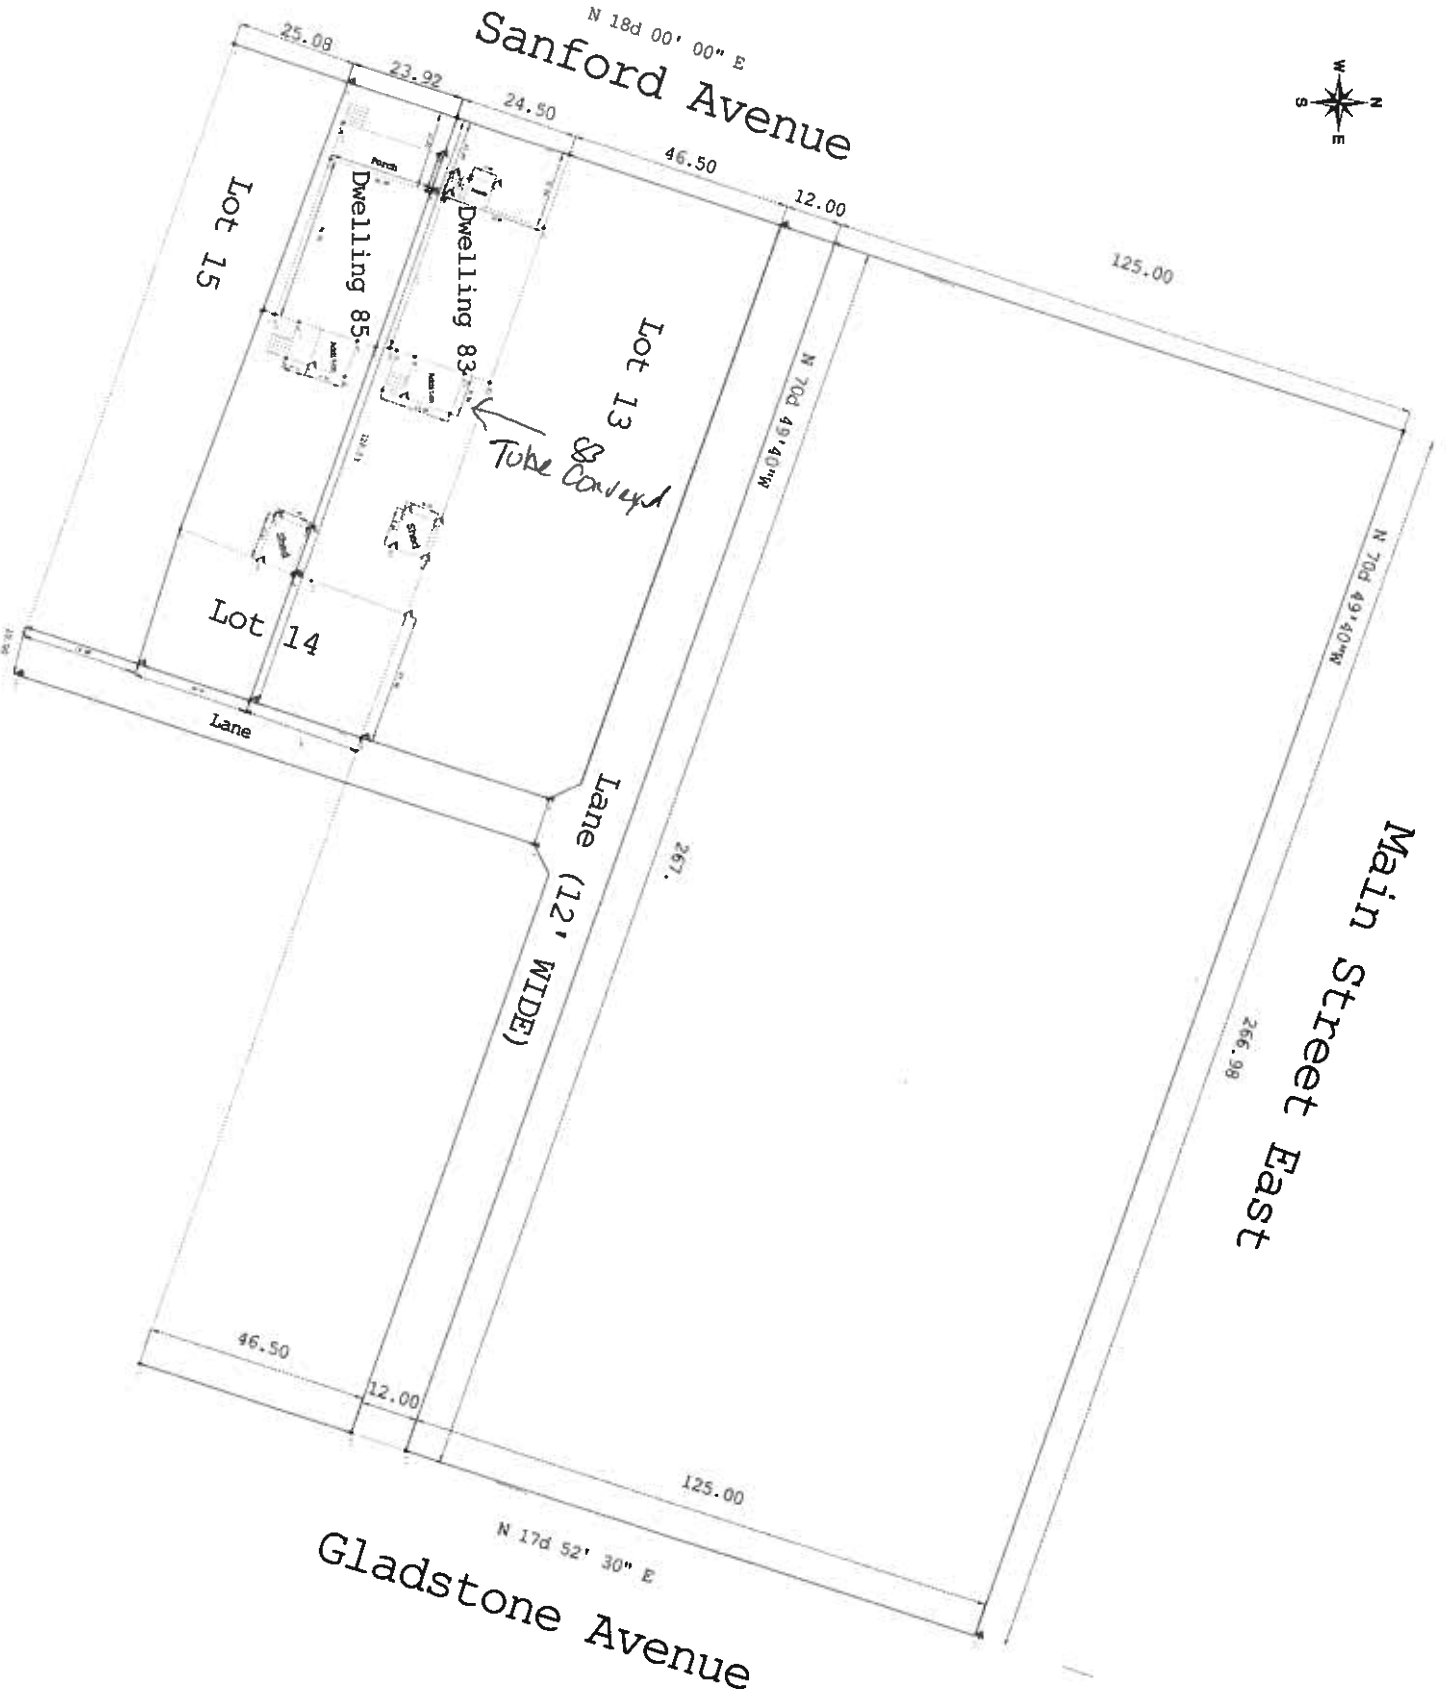 N 18d 00' 00" E
Sanford Avenue
W
N
S
E
25.08
23.92
24.50
46.50
12.00
125.00
Porch
Lot 15
Dwelling 85
Dwelling 83
Lot 13
N 70d 49'40"W
N 70d 49'40"W
Addition
Addition
83
Tube Conveyed
Shed
Shed
Lot 14
Lane
Lane (12' WIDE)
267.
Main Street East
266.98
46.50
12.00
125.00
N 17d 52' 30" E
Gladstone Avenue